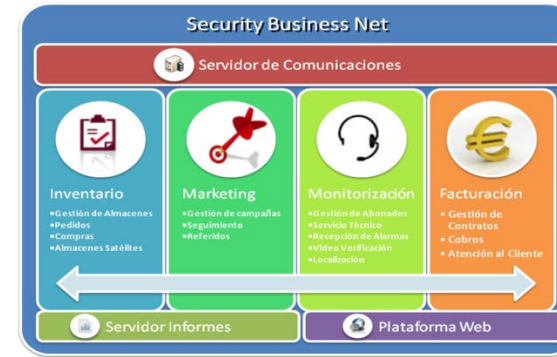 Security Business Net
Servidor de Comunicaciones
Inventario
•Gestión de Almacenes
•Pedidos
•Compras
•Almacenes Satélites
Marketing
•Gestión de campañas
•Seguimiento
•Referidos
Monitorización
•Gestión de Abonados
•Servicio Técnico
•Recepción de Alarmas
•Video Verificación
•Localización
Facturación
• Gestión de
Contratos
• Cobros
• Atención al Cliente
Servidor Informes
Plataforma Web